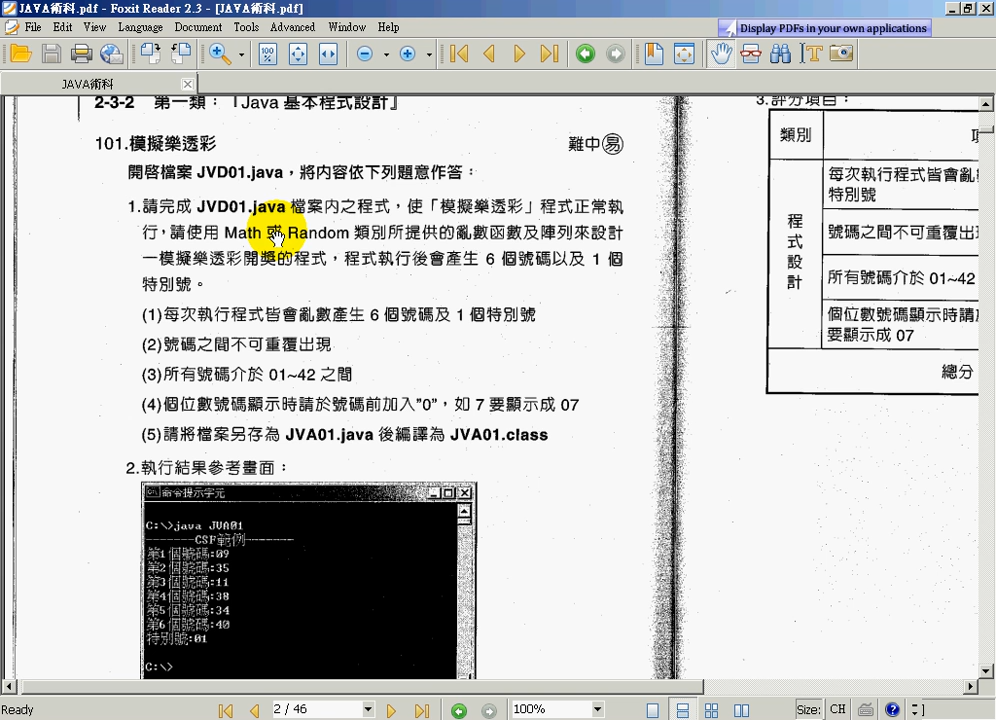 JAVA術科.pdf - Foxit Reader 2.3 - [JAVA術科.pdf]
File Edit View Language Document Tools Advanced Window Help
Display PDFs in your own applications
JAVA術科
2-3-2 第一類：『Java 基本程式設計』
101.模擬樂透彩 難中易
開啓檔案 JVD01.java，將內容依下列題意作答：
1.請完成 JVD01.java 檔案內之程式，使「模擬樂透彩」程式正常執
行，請使用 Math 或 Random 類別所提供的亂數函數及陣列來設計
一模擬樂透彩開獎的程式，程式執行後會產生 6 個號碼以及 1 個
特別號。
(1)每次執行程式皆會亂數產生 6 個號碼及 1 個特別號
(2)號碼之間不可重覆出現
(3)所有號碼介於 01~42 之間
(4)個位數號碼顯示時請於號碼前加入"0"，如 7 要顯示成 07
(5)請將檔案另存為 JVA01.java 後編譯為 JVA01.class
2.執行結果參考畫面：
命令提示字元
C:\>java JVA01
-------CSF範例-------
第1個號碼:09
第2個號碼:35
第3個號碼:11
第4個號碼:38
第5個號碼:34
第6個號碼:40
特別號:01
C:\>
3.評分項目：
類別
程式設計
每次執行程式皆會亂
特別號
號碼之間不可重覆出
所有號碼介於 01~42
個位數號碼顯示時請
要顯示成 07
總分
Ready 2 / 46 100% Size: CH